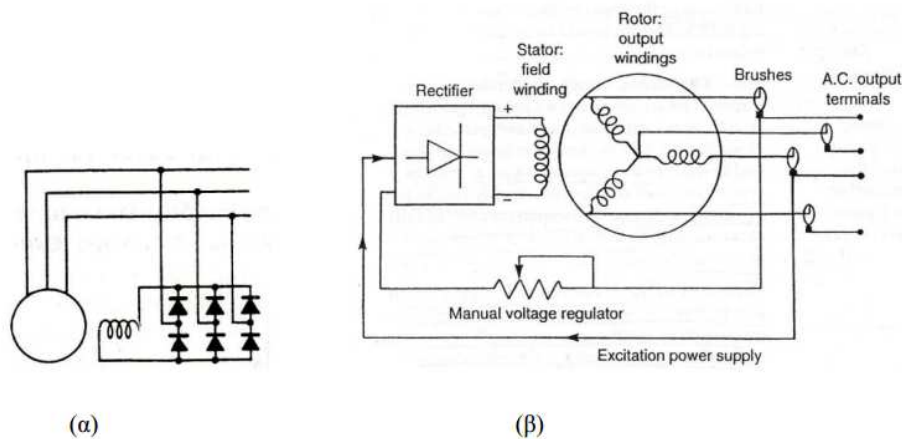 Rotor:
output
windings
Stator:
field
winding
Rectifier
Brushes
A.C. output
terminals
+
−
Manual voltage regulator
Excitation power supply
(α)
(β)